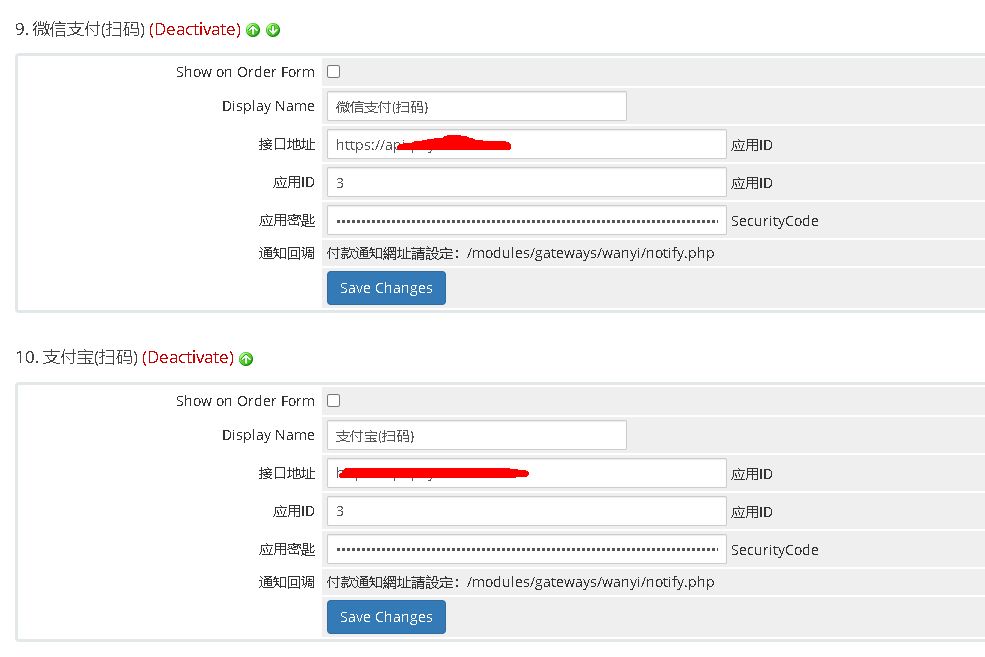 9. 微信支付(扫码) (Deactivate)
Show on Order Form
Display Name 微信支付(扫码)
接口地址 https://api 应用ID
应用ID 3 应用ID
应用密匙 SecurityCode
通知回调 付款通知網址請設定：/modules/gateways/wanyi/notify.php
Save Changes
10. 支付宝(扫码) (Deactivate)
Show on Order Form
Display Name 支付宝(扫码)
接口地址 应用ID
应用ID 3 应用ID
应用密匙 SecurityCode
通知回调 付款通知網址請設定：/modules/gateways/wanyi/notify.php
Save Changes